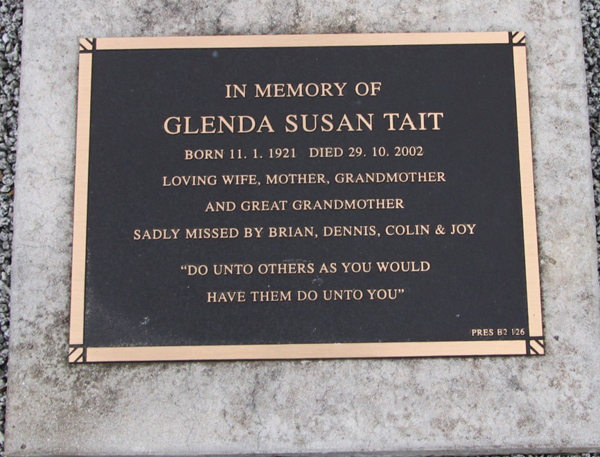 IN MEMORY OF
GLENDA SUSAN TAIT
BORN 11. 1. 1921 DIED 29. 10. 2002
LOVING WIFE, MOTHER, GRANDMOTHER
AND GREAT GRANDMOTHER
SADLY MISSED BY BRIAN, DENNIS, COLIN & JOY
“DO UNTO OTHERS AS YOU WOULD
HAVE THEM DO UNTO YOU”
PRES B2 126